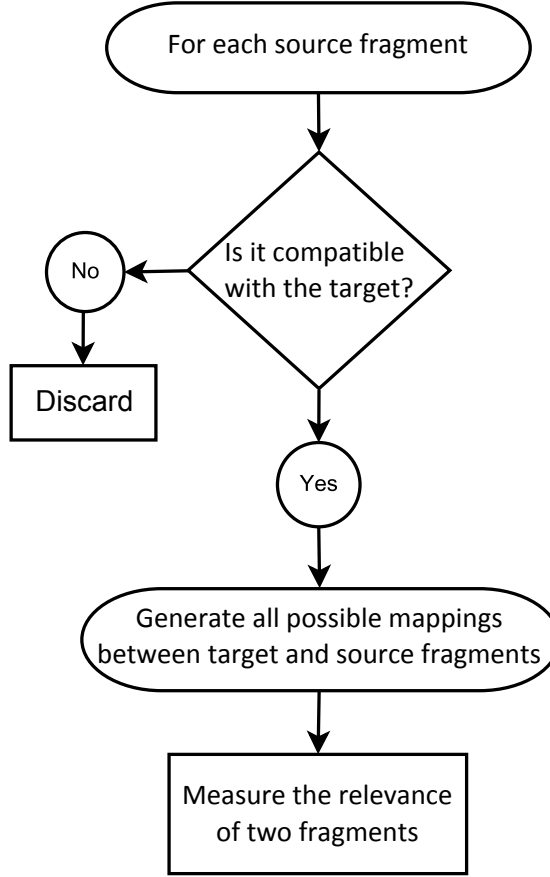 For each source fragment
Is it compatible
with the target?
No
Discard
Yes
Generate all possible mappings
between target and source fragments
Measure the relevance
of two fragments